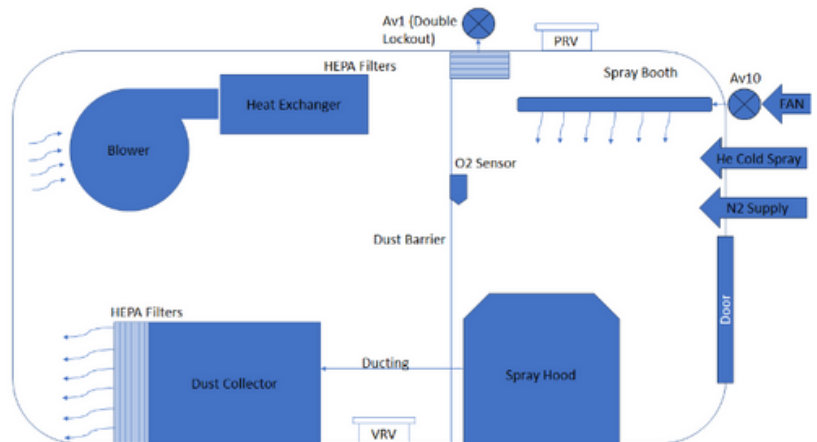 Av1 (Double
Lockout)
PRV
HEPA Filters
Spray Booth
Av10
Heat Exchanger
FAN
Blower
He Cold Spray
O2 Sensor
N2 Supply
Dust Barrier
Door
HEPA Filters
Ducting
Dust Collector
Spray Hood
VRV